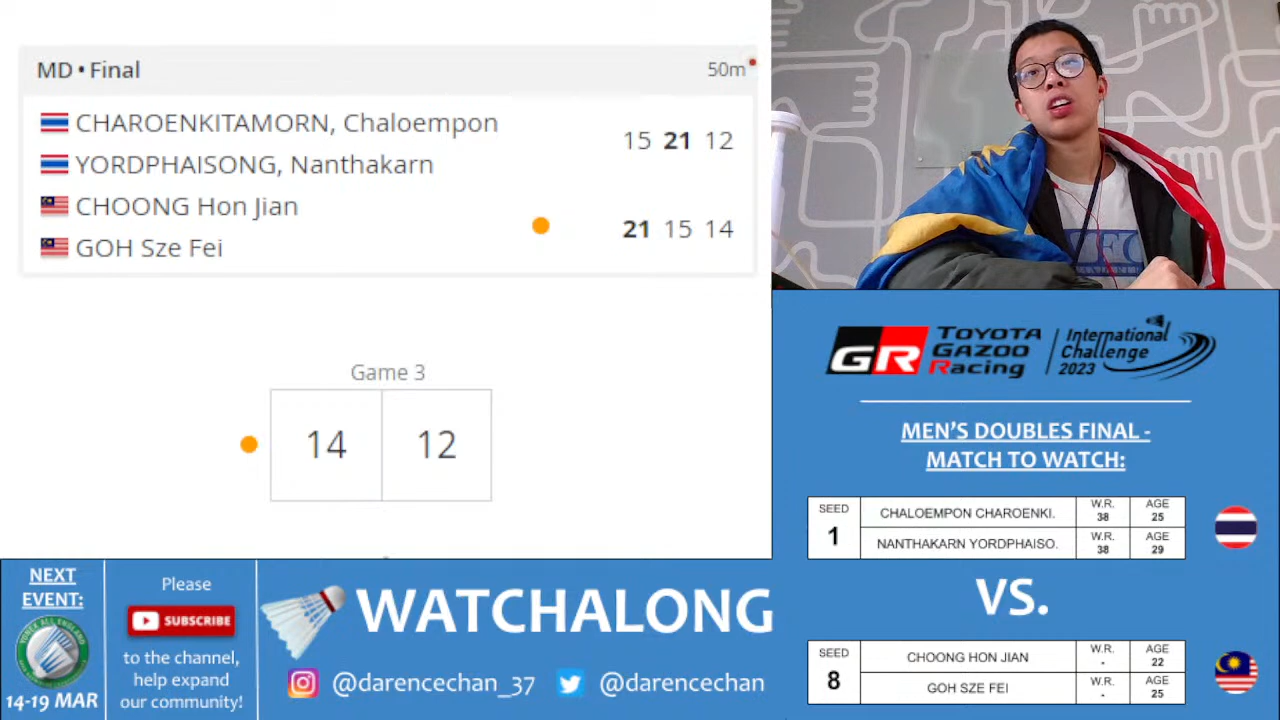 MD • Final
50m
CHAROENKITAMORN, Chaloempon
YORDPHAISONG, Nanthakarn
15 21 12
CHOONG Hon Jian
GOH Sze Fei
21 15 14
Game 3
14 12
GR TOYOTA GAZOO Racing
International Challenge 2023
MEN'S DOUBLES FINAL -
MATCH TO WATCH:
SEED 1
CHALOEMPON CHAROENKI. W.R. 38 AGE 25
NANTHAKARN YORDPHAISO. W.R. 38 AGE 29
VS.
SEED 8
CHOONG HON JIAN W.R. - AGE 22
GOH SZE FEI W.R. - AGE 25
NEXT
EVENT:
14-19 MAR
Please
SUBSCRIBE
to the channel,
help expand
our community!
WATCHALONG
@darencechan_37
@darencechan